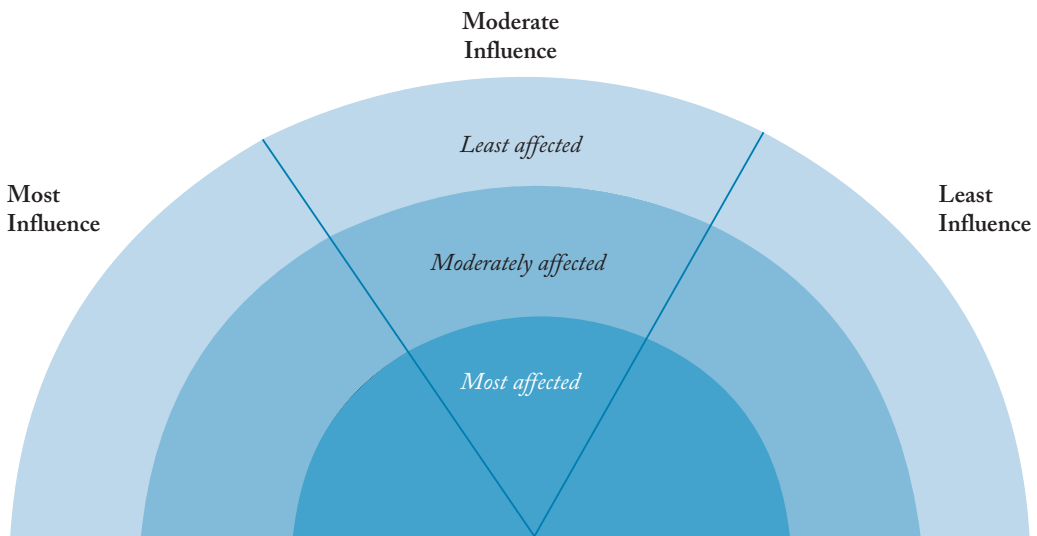 Moderate
Influence
Least affected
Most
Influence
Least
Influence
Moderately affected
Most affected